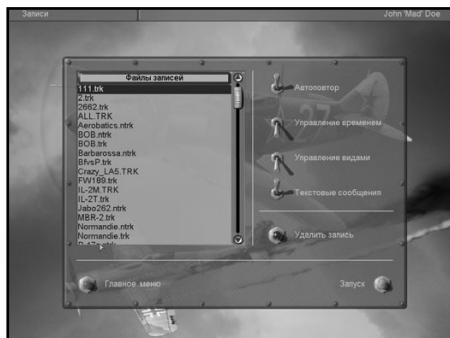 Записи
John 'Mad' Doe
Файлы записей
111.trk
2.trk
2662.trk
ALL.TRK
Aerobatics.ntrk
BOB.ntrk
BOB.trk
Barbarossa.ntrk
BfvsP.trk
Crazy_LA5.TRK
FW189.trk
IL-2M.TRK
IL-2T.trk
Jabo262.ntrk
MBR-2.trk
Normandie.ntrk
Normandie.trk
Автоповтор
Управление временем
Управление видами
Текстовые сообщения
Удалить запись
Главное меню
Запуск